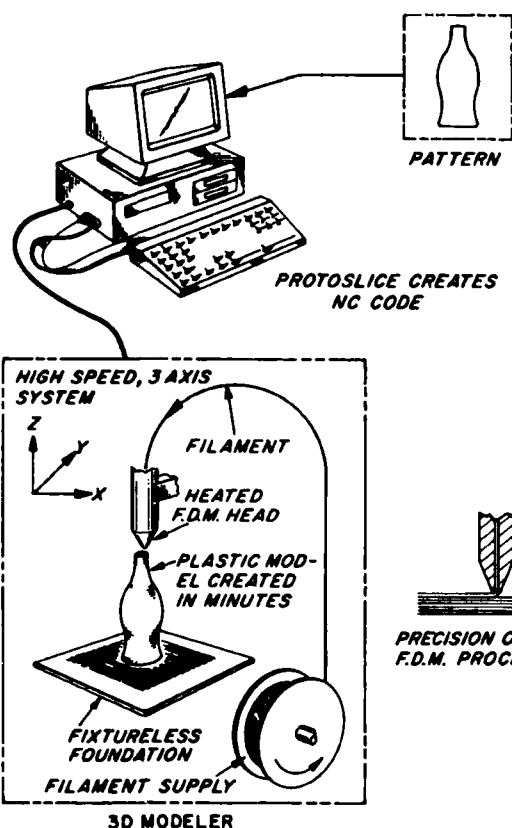 PATTERN
PROTOSLICE CREATES
NC CODE
HIGH SPEED, 3 AXIS
SYSTEM
Z
Y
X
FILAMENT
HEATED
F.D.M. HEAD
PLASTIC MOD-
EL CREATED
IN MINUTES
PRECISION
F.D.M.
FIXTURELESS
FOUNDATION
FILAMENT SUPPLY
3D MODELER